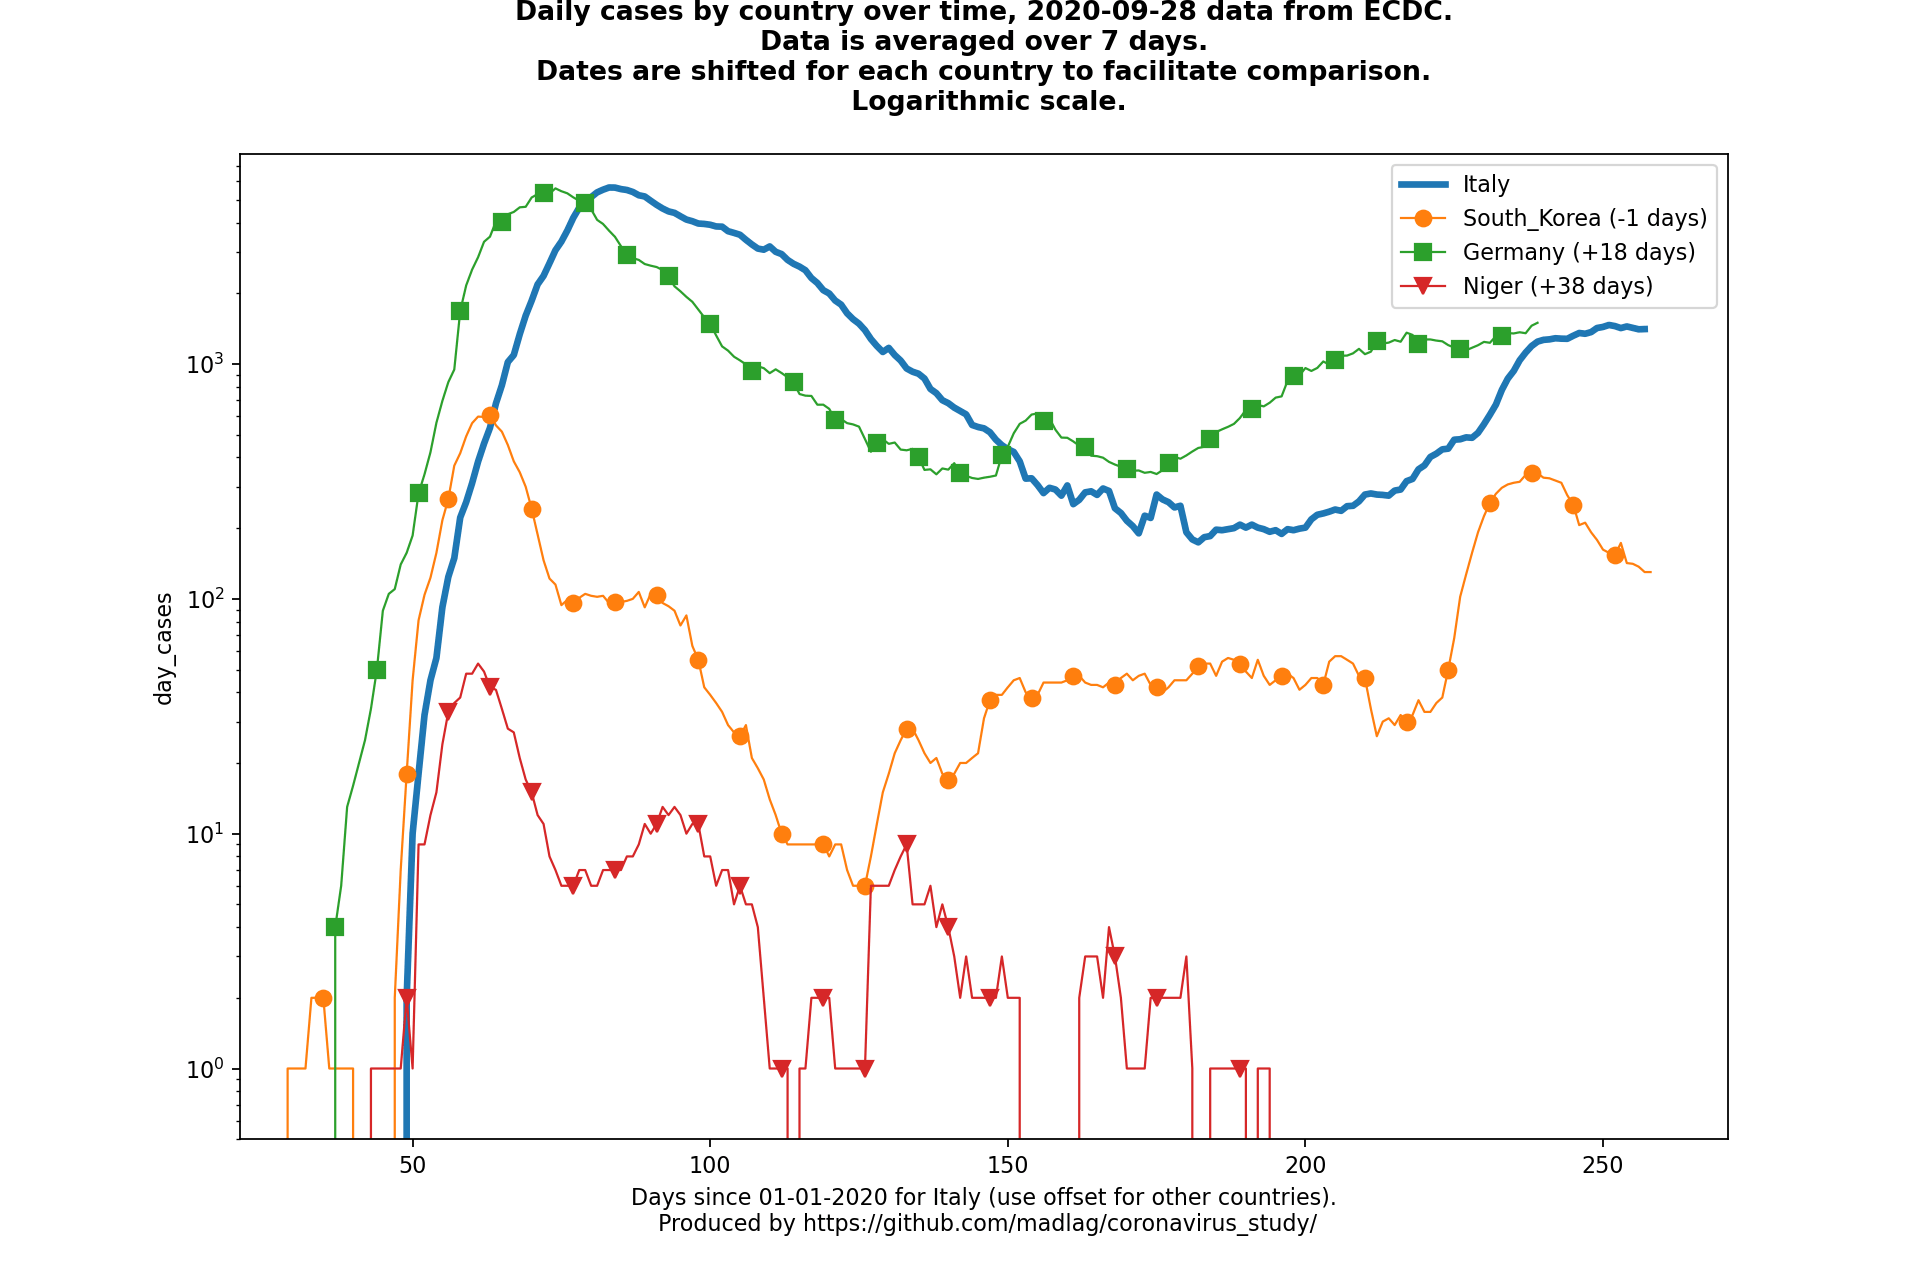 Daily cases by country over time, 2020-09-28 data from ECDC.
Data is averaged over 7 days.
Dates are shifted for each country to facilitate comparison.
Logarithmic scale.
Italy
South_Korea (-1 days)
Germany (+18 days)
Niger (+38 days)
day_cases
10³
10²
10¹
10⁰
50 100 150 200 250
Days since 01-01-2020 for Italy (use offset for other countries).
Produced by https://github.com/madlag/coronavirus_study/